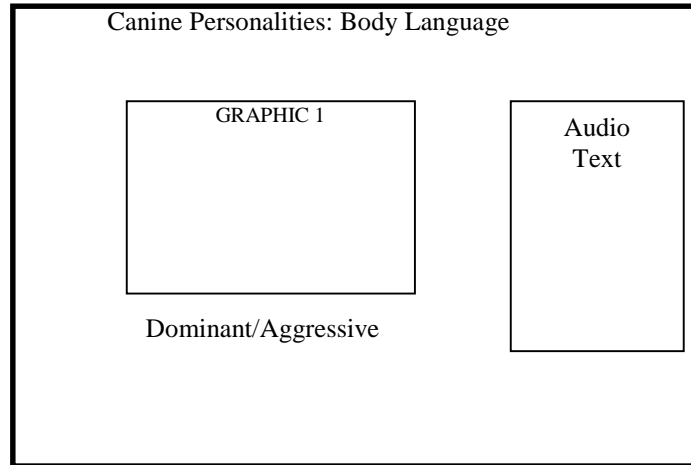 Canine Personalities: Body Language
GRAPHIC 1
Audio
Text
Dominant/Aggressive